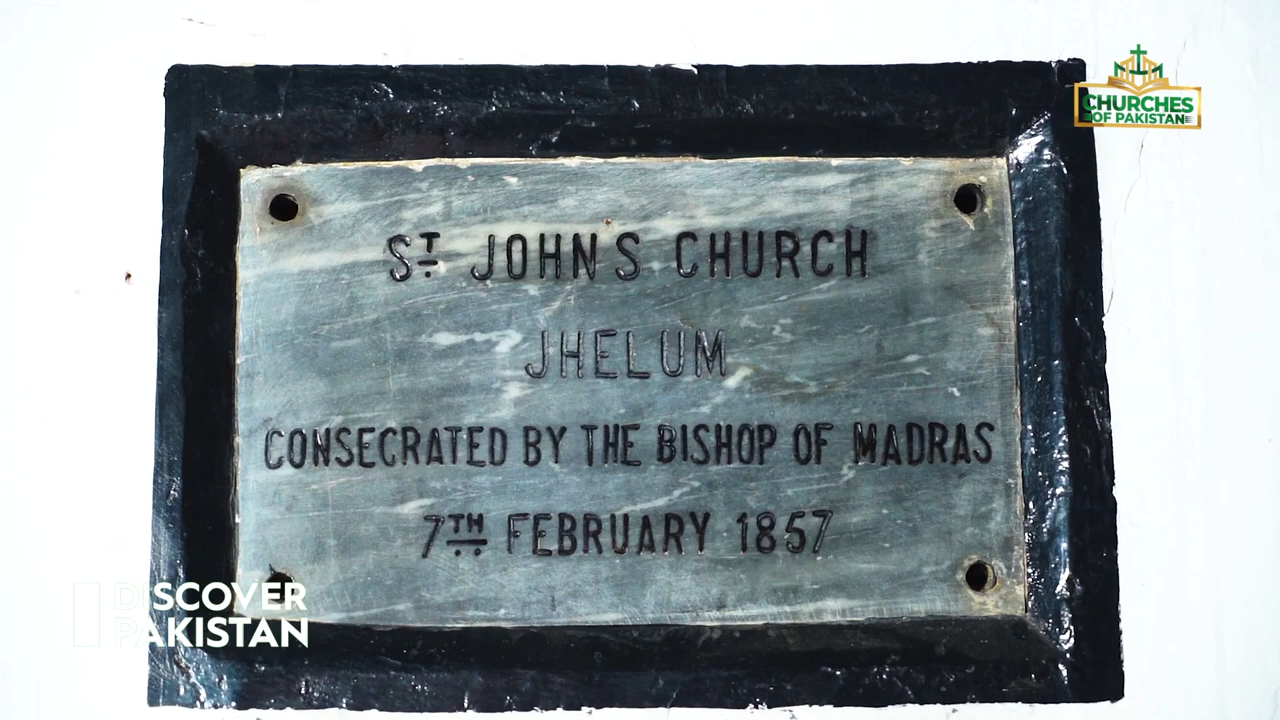 CHURCHES
OF PAKISTAN
ST JOHNS CHURCH
JHELUM
CONSECRATED BY THE BISHOP OF MADRAS
7TH FEBRUARY 1857
DISCOVER
PAKISTAN